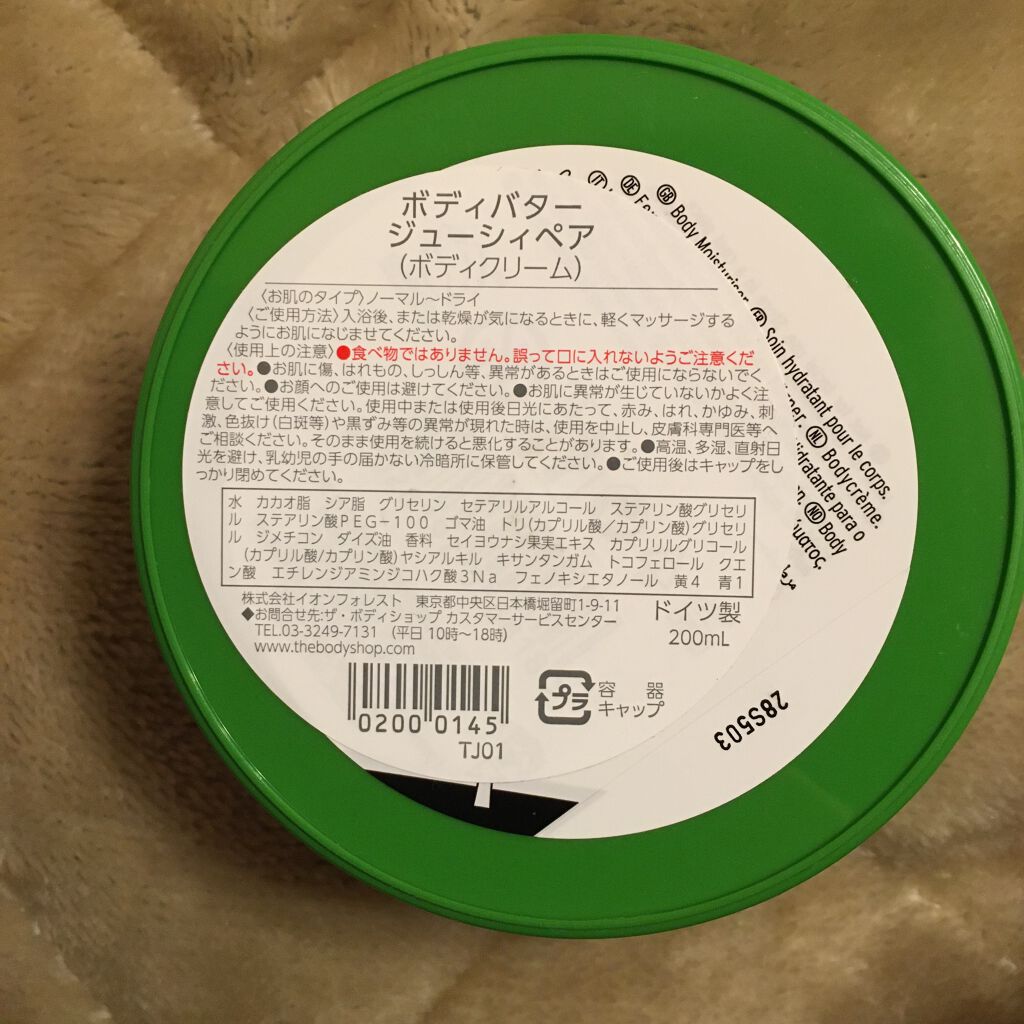 ボディバター
ジューシィペア
（ボディクリーム）
〈お肌のタイプ〉ノーマル～ドライ
〈ご使用方法〉入浴後、または乾燥が気になるときに、軽くマッサージする
ようにお肌になじませてください。
〈使用上の注意〉●食べ物ではありません。誤って口に入れないようご注意くだ
さい。●お肌に傷、はれもの、しっしん等、異常があるときはご使用にならないでく
ださい。●お顔へのご使用は避けてください。●お肌に異常が生じていないかよく注
意してご使用ください。使用中または使用後日光にあたって、赤み、はれ、かゆみ、刺
激、色抜け（白斑等）や黒ずみ等の異常が現れた時は、使用を中止し、皮膚科専門医等へ
ご相談ください。そのまま使用を続けると悪化することがあります。●高温、多湿、直射日
光を避け、乳幼児の手の届かない冷暗所に保管してください。●ご使用後はキャップをし
っかり閉めてください。
水 カカオ脂 シア脂 グリセリン セテアリルアルコール ステアリン酸グリセリ
ル ステアリン酸PEG-100 ゴマ油 トリ（カプリル酸／カプリン酸）グリセリ
ル ジメチコン ダイズ油 香料 セイヨウナシ果実エキス カプリリルグリコール
（カプリル酸/カプリン酸）ヤシアルキル キサンタンガム トコフェロール クエ
ン酸 エチレンジアミンジコハク酸3Na フェノキシエタノール 黄4 青1
株式会社イオンフォレスト 東京都中央区日本橋堀留町1-9-11
◆お問合せ先:ザ・ボディショップ カスタマーサービスセンター
TEL.03-3249-7131 （平日 10時～18時）
www.thebodyshop.com
ドイツ製
200mL
0200 0145
TJ01
プラ
容器
キャップ
28S503
GB Body Moisturiser
FR Soin hydratant pour le corps.
NL Bodycrème.
para o
NO Body
IT
DE